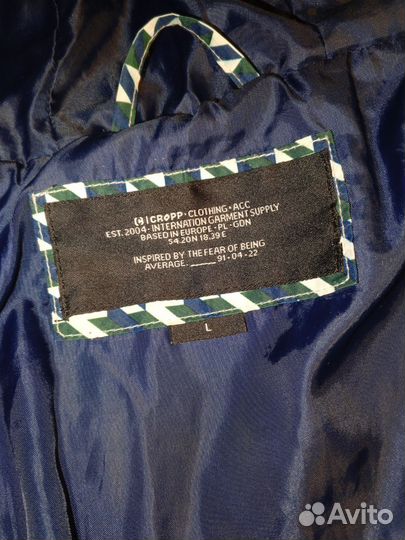 (C) CROPP • CLOTHING • ACC
EST. 2004 • INTERNATION GARMENT SUPPLY
BASED IN EUROPE • PL • GDN
54.20N 18.39 E
INSPIRED BY THE FEAR OF BEING
AVERAGE. _____ 91 - 04 - 22
L
Avito